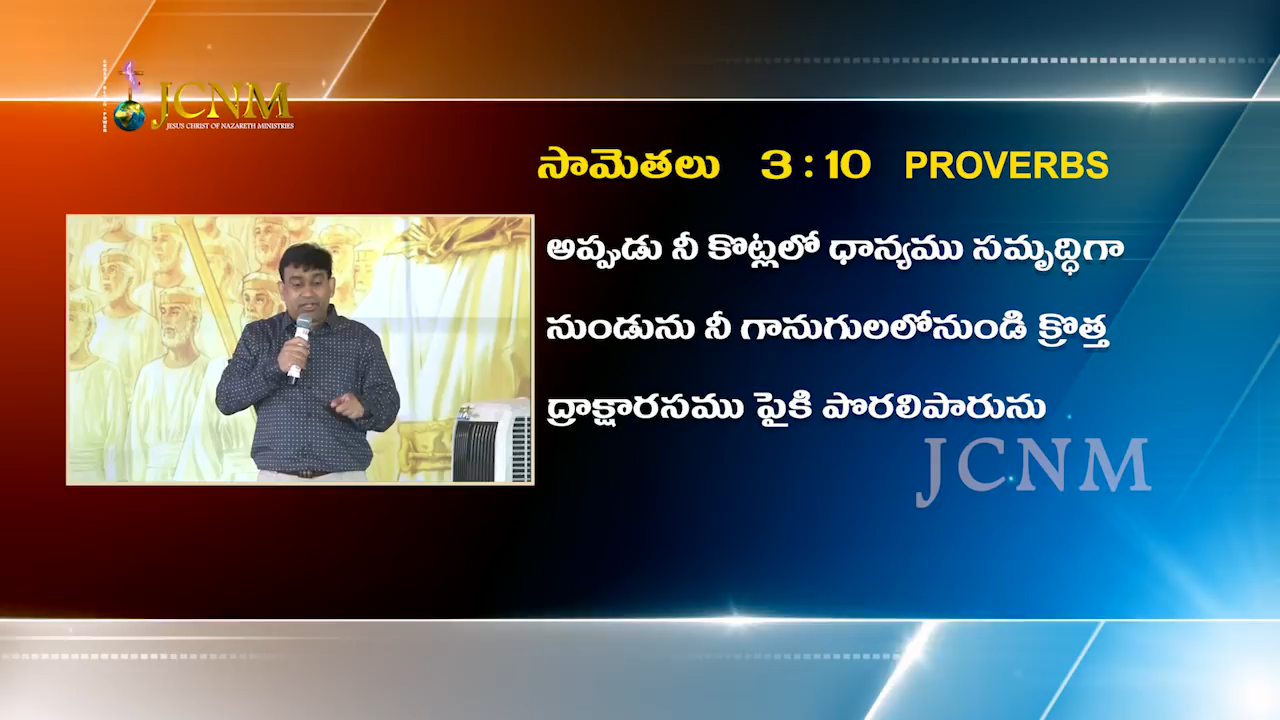 JCNM
JESUS CHRIST OF NAZARETH MINISTRIES
సామెతలు 3 : 10 PROVERBS
అప్పుడు నీ కొట్లలో ధాన్యము సమృద్ధిగా
నుండును నీ గానుగులలోనుండి క్రొత్త
ద్రాక్షారసము పైకి పొరలిపారును
JCNM